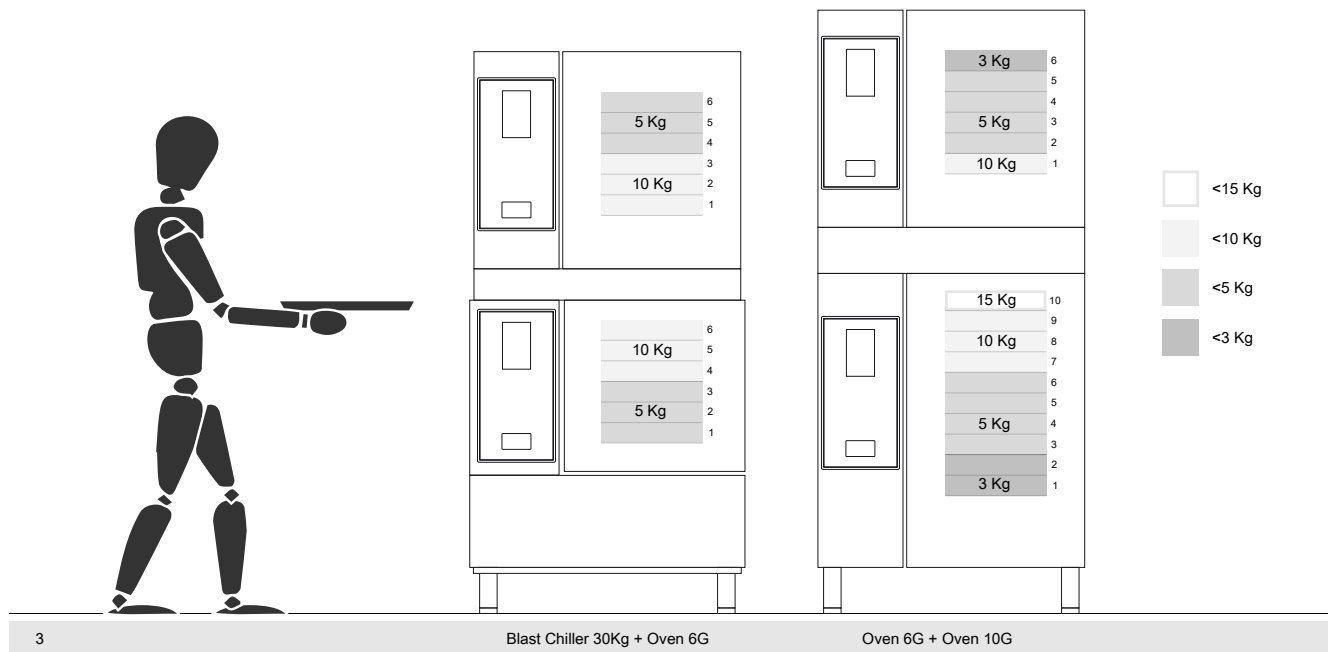 6
5 Kg 5
4
3
10 Kg 2
1
6
10 Kg 5
4
3
5 Kg 2
1
3 Kg 6
5
4
5 Kg 3
2
10 Kg 1
15 Kg 10
9
10 Kg 8
7
6
5
5 Kg 4
3
2
3 Kg 1
<15 Kg
<10 Kg
<5 Kg
<3 Kg
3 Blast Chiller 30Kg + Oven 6G Oven 6G + Oven 10G